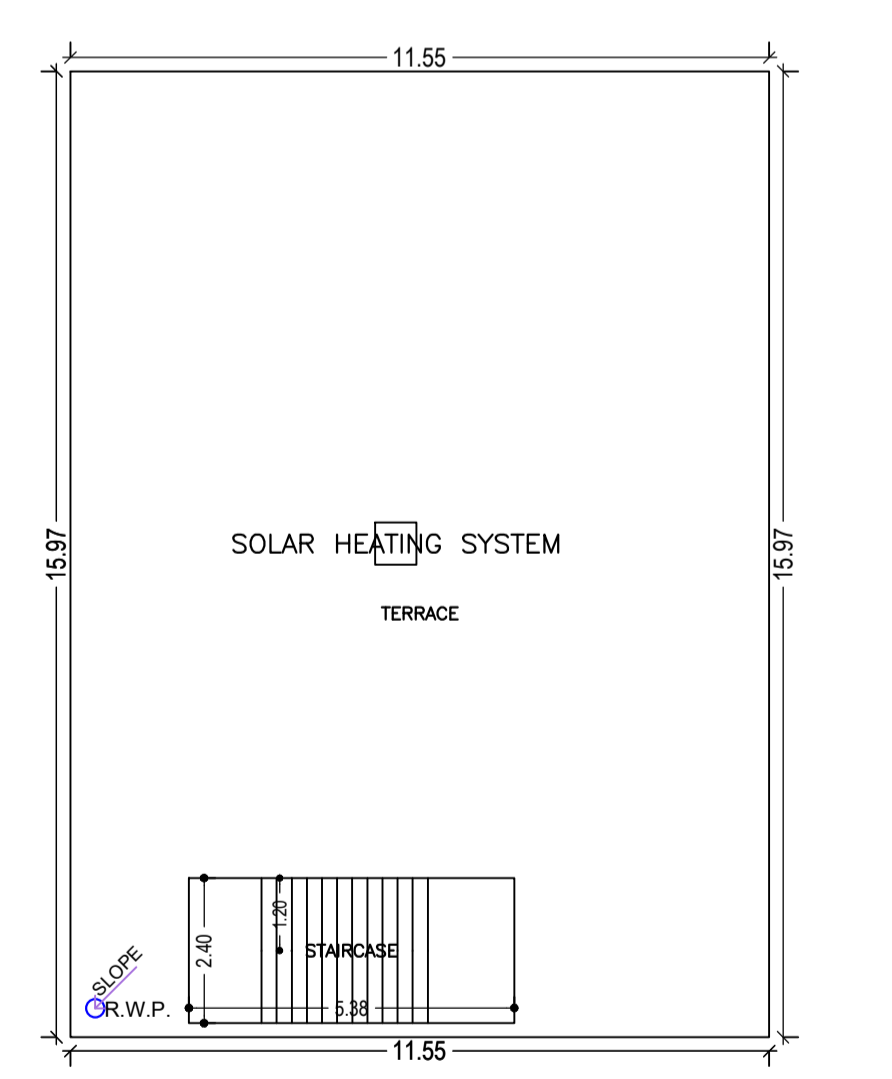 11.55
15.97
15.97
SOLAR HEATING SYSTEM
TERRACE
1.20
2.40
STAIRCASE
SLOPE
R.W.P.
5.38
11.55